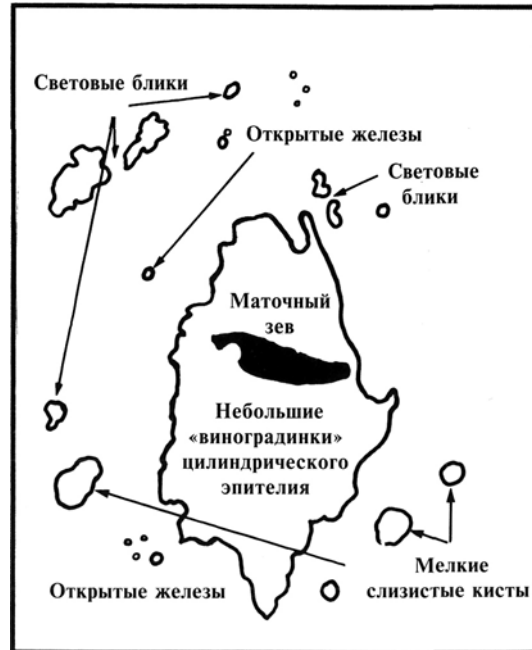 Световые блики
Открытые железы
Световые
блики
Маточный
зев
Небольшие
«виноградинки»
цилиндрического
эпителия
Открытые железы
Мелкие
слизистые кисты